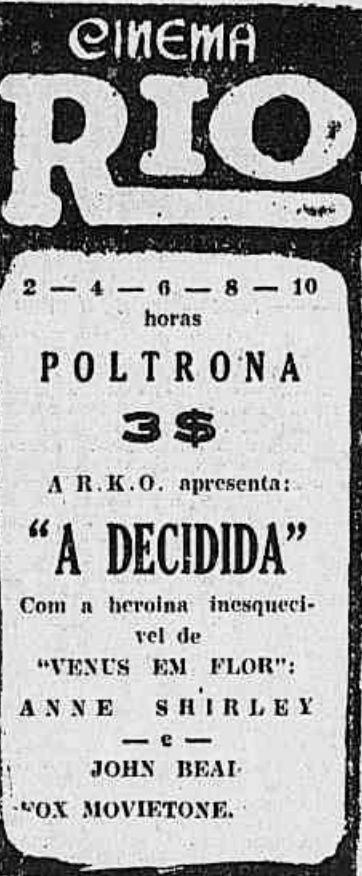 CINEMA
RIO
2 — 4 — 6 — 8 — 10
horas
POLTRONA
3$
A R.K.O. apresenta:
"A DECIDIDA"
Com a heroina inesqueci-
vel de
"VENUS EM FLOR":
ANNE SHIRLEY
— e —
JOHN BEAL
FOX MOVIETONE.